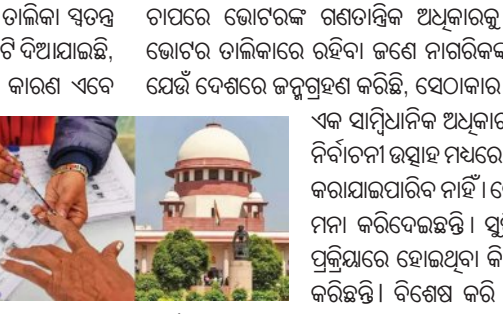 ତାଲିକା ସ୍ୱତନ୍ତ୍ର
ଟି ଦିଆଯାଇଛି,
କାରଣ ଏବେ
ଚାପରେ ଭୋଟରଙ୍କ ଗଣତାନ୍ତ୍ରିକ ଅଧିକାରକୁ
ଭୋଟର ତାଲିକାରେ ରହିବା ଜଣେ ନାଗରିକଙ୍କ
ଯେଉଁ ଦେଶରେ ଜନ୍ମଗ୍ରହଣ କରିଛି, ସେଠାକାର
ଏକ ସାମ୍ବିଧାନିକ ଅଧିକାର
ନିର୍ବାଚନୀ ଉତ୍ସାହ ମଧ୍ୟରେ
କରାଯାଇପାରିବ ନାହିଁ ।
ମନା କରିଦେଇଛନ୍ତି ।
ପ୍ରକ୍ରିୟାରେ ହୋଇଥିବା
କରିଛନ୍ତି । ବିଶେଷ କରି